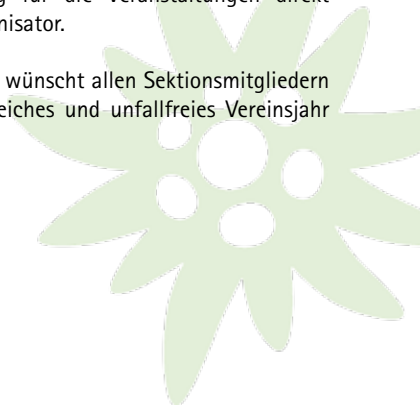 für die Veranstaltungen direkt
nisator.
wünscht allen Sektionsmitgliedern
eiches und unfallfreies Vereinsjahr